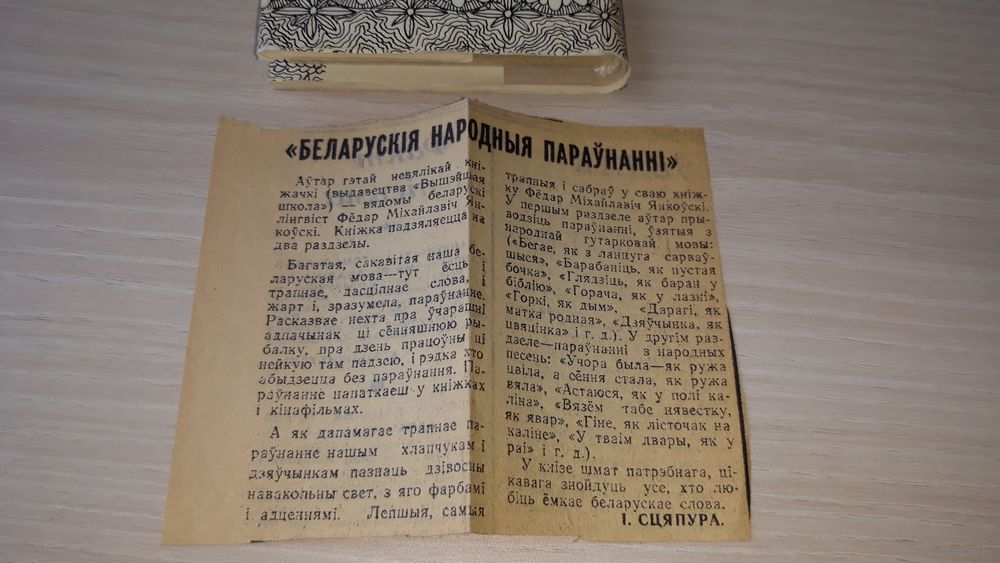 «БЕЛАРУСКІЯ НАРОДНЫЯ ПАРАЎНАННІ»
Аўтар гэтай невялікай кні-
жачкі (выдавецтва «Вышэйшая
школа») — вядомы беларускі
лінгвіст Фёдар Міхайлавіч Ян-
коўскі. Кніжка падзяляецца на
два раздзелы.
Багатая, сакавітая наша бе-
ларуская мова—тут ёсць і
трапнае, дасціпнае слова, і
жарт і, зразумела, параўнанне.
Расказвае нехта пра ўчарашні
адпачынак ці сённяшнюю ры-
балку, пра дзень працоўны ці
нейкую там падзею, і рэдка хто
абыдзецца без параўнання. Па-
раўнанне напаткаеш у кніжках
і кінафільмах.
А як дапамагае трапнае па-
раўнанне нашым хлапчукам і
дзяўчынкам пазнаць дзівосны
навакольны свет, з яго фарбамі
і адценнямі. Лепшыя, самыя
трапныя і сабраў у сваю кніж-
ку Фёдар Міхайлавіч Янкоўскі.
У першым раздзеле аўтар пры-
водзіць параўнанні, ўзятыя з
народнай гутарковай мовы:
(«Бегае, як з ланцуга сарваў-
шыся», «Барабаніць, як пустая
бочка», «Глядзіць, як баран у
біблію», «Горача, як у лазні»,
«Горкі, як дым», «Дарагі, як
матка родная», «Дзяўчынка, як
цвяцінка» і г. д.). У другім раз-
дзеле—параўнанні з народных
песень: «Учора была—як ружа
цвіла, а сёння стала, як ружа
вяла», «Астаюся, як у полі ка-
ліна», «Вязём табе нявестку,
як явар», «Гіне, як лісточак на
каліне», «У тваім двары, як у
раі» і г. д.).
У кнізе шмат патрэбнага, ці-
кавага знойдуць усе, хто лю-
біць ёмкае беларускае слова.
І. СЦЯПУРА.